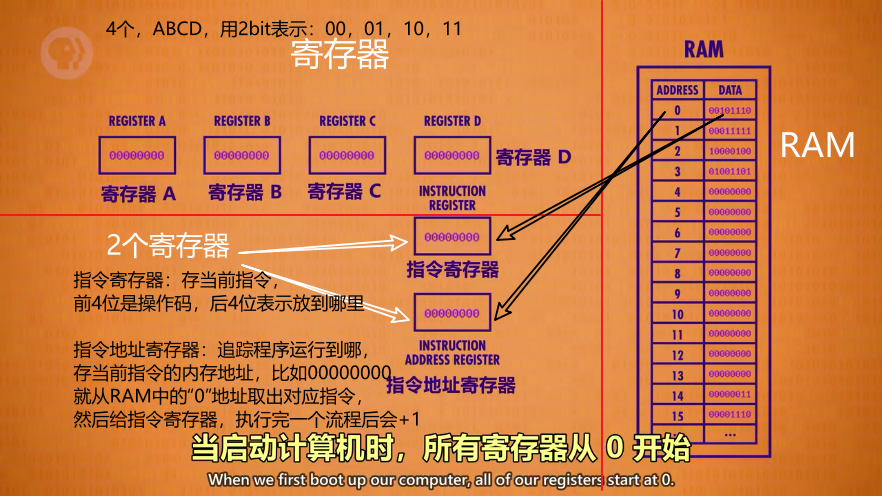 4个，ABCD，用2bit表示：00，01，10，11
寄存器
REGISTER A
REGISTER B
REGISTER C
REGISTER D
00000000
00000000
00000000
00000000
寄存器 A
寄存器 B
寄存器 C
寄存器 D
INSTRUCTION
REGISTER
00000000
指令寄存器
2个寄存器
指令寄存器：存当前指令，
前4位是操作码，后4位表示放到哪里
00000000
INSTRUCTION
ADDRESS REGISTER
指令地址寄存器
指令地址寄存器：追踪程序运行到哪，
存当前指令的内存地址，比如00000000，
就从RAM中的“0”地址取出对应指令，
然后给指令寄存器，执行完一个流程后会+1
RAM
ADDRESS DATA
0 00101110
1 00011111
2 10000100
3 01001101
4 00000000
5 00000000
6 00000000
7 00000000
8 00000000
9 00000000
10 00000000
11 00000000
12 00000000
13 00000000
14 00000011
15 00001110
...
RAM
当启动计算机时，所有寄存器从 0 开始
When we first boot up our computer, all of our registers start at 0.